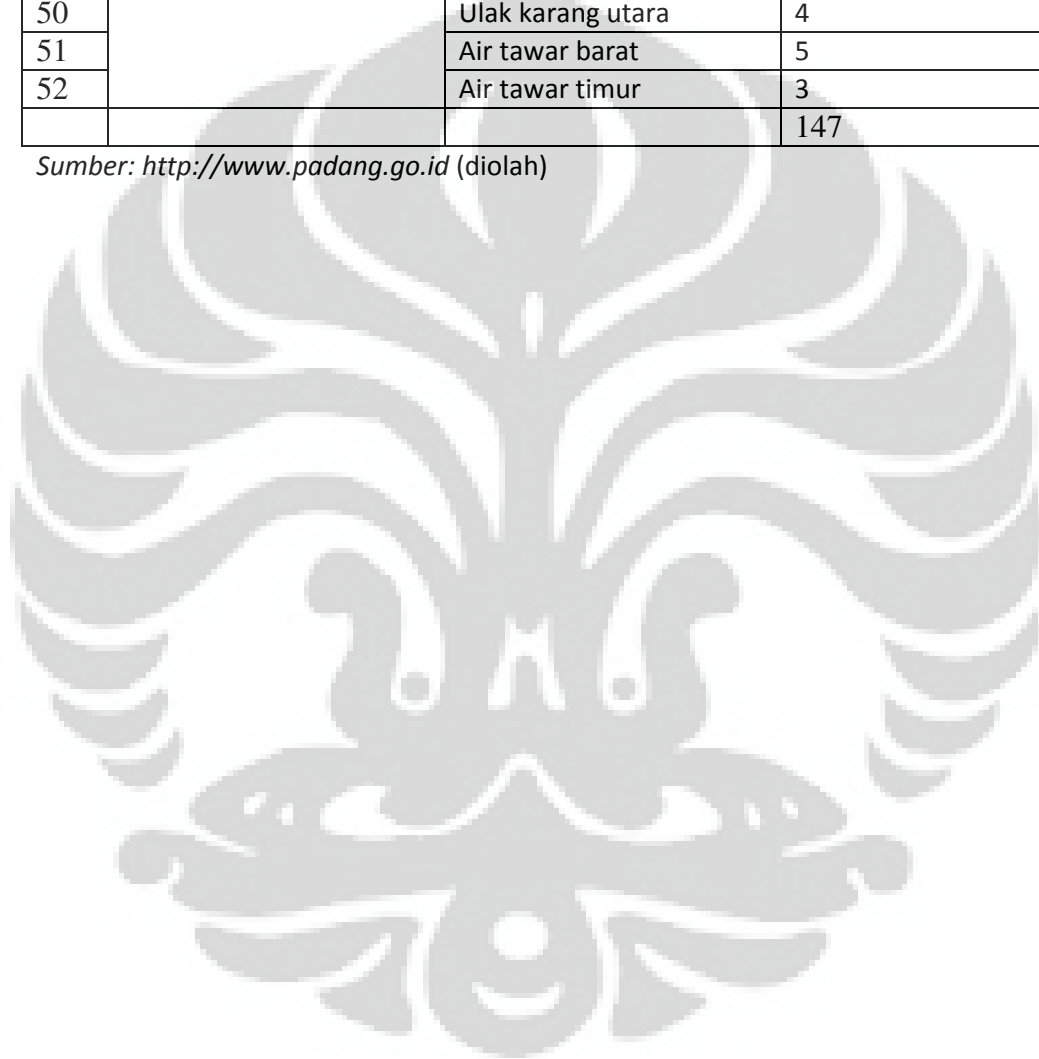 50 Ulak karang utara 4
51 Air tawar barat 5
52 Air tawar timur 3
147
Sumber: http://www.padang.go.id (diolah)